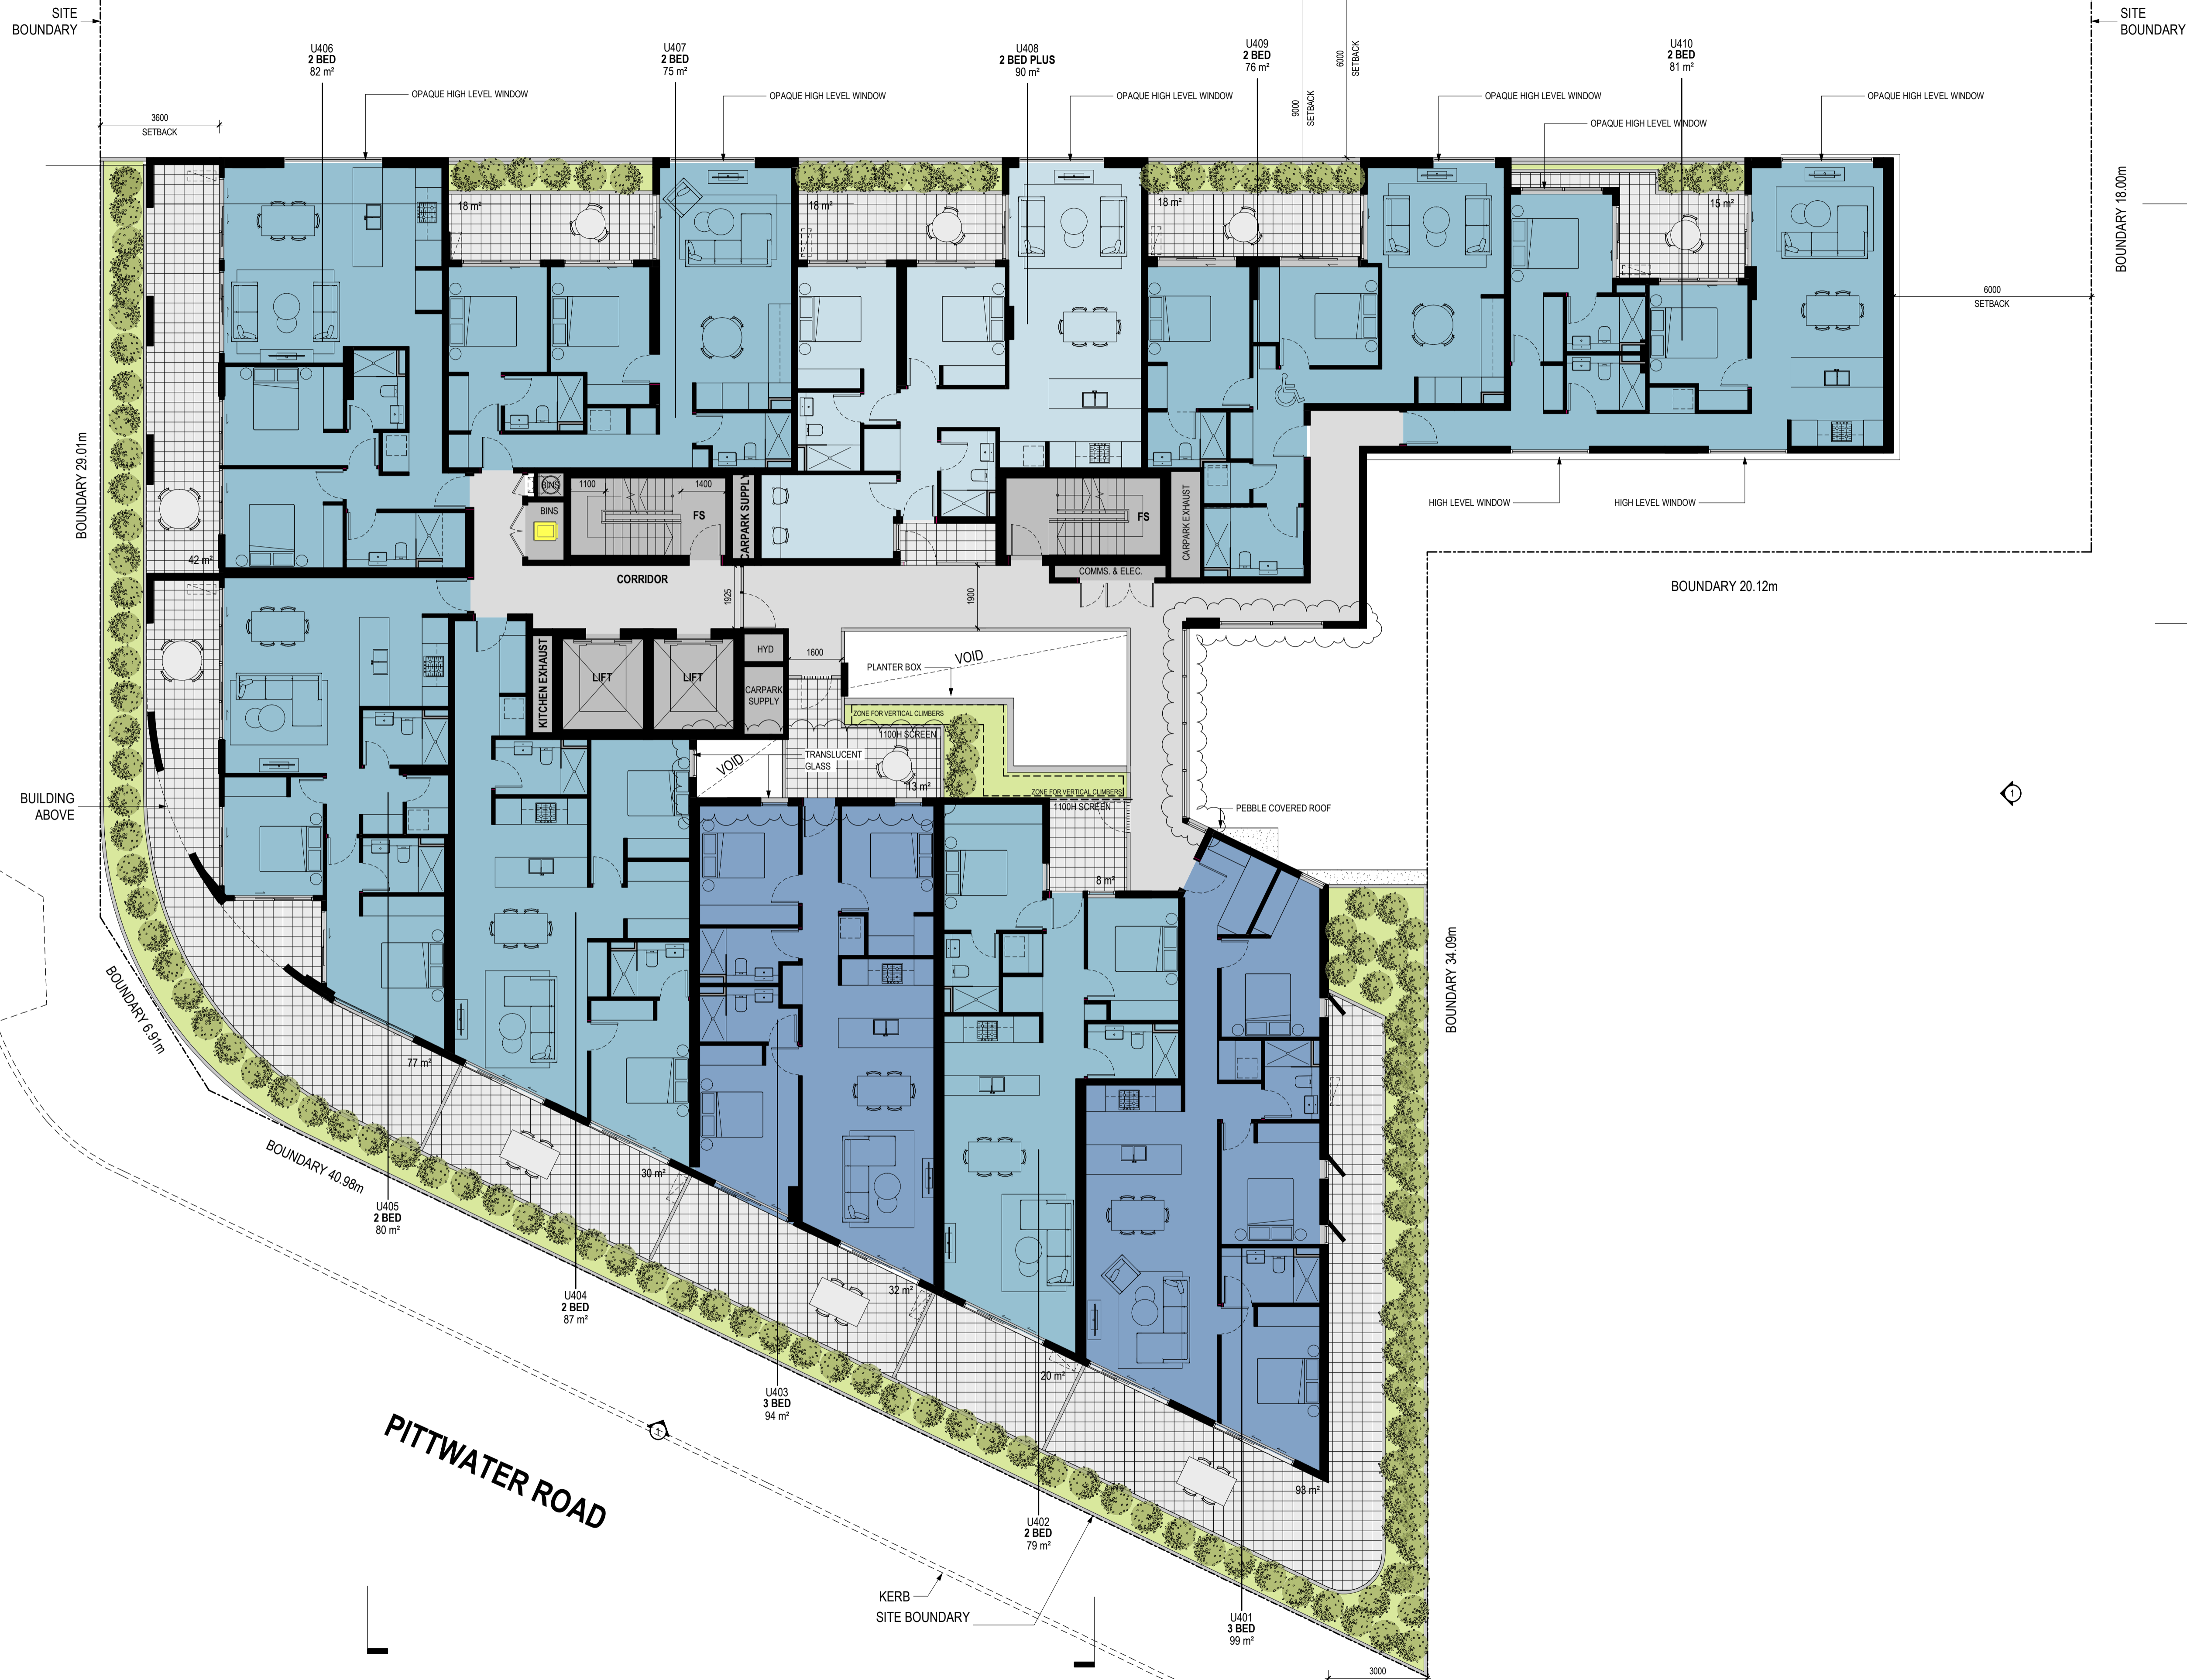 SITE
BOUNDARY
SITE
BOUNDARY
U406
2 BED
82 m²
U407
2 BED
75 m²
U408
2 BED PLUS
90 m²
U409
2 BED
76 m²
U410
2 BED
81 m²
6000
SETBACK
9000
SETBACK
OPAQUE HIGH LEVEL WINDOW
OPAQUE HIGH LEVEL WINDOW
OPAQUE HIGH LEVEL WINDOW
OPAQUE HIGH LEVEL WINDOW
OPAQUE HIGH LEVEL WINDOW
OPAQUE HIGH LEVEL WINDOW
3600
SETBACK
18 m²
18 m²
18 m²
15 m²
BOUNDARY 18.00m
6000
SETBACK
BOUNDARY 29.01m
BINS
BINS
1100
1400
FS
CARPARK SUPPLY
FS
CARPARK EXHAUST
HIGH LEVEL WINDOW
HIGH LEVEL WINDOW
42 m²
CORRIDOR
1925
1900
COMMS. & ELEC.
BOUNDARY 20.12m
KITCHEN EXHAUST
LIFT
LIFT
HYD
CARPARK
SUPPLY
1600
PLANTER BOX
VOID
ZONE FOR VERTICAL CLIMBERS
1100H SCREEN
VOID
TRANSLUCENT
GLASS
13 m²
ZONE FOR VERTICAL CLIMBERS
1100H SCREEN
PEBBLE COVERED ROOF
BUILDING
ABOVE
1
8 m²
BOUNDARY 34.09m
BOUNDARY 6.91m
77 m²
BOUNDARY 40.98m
30 m²
U405
2 BED
80 m²
32 m²
U404
2 BED
87 m²
20 m²
U403
3 BED
94 m²
PITTWATER ROAD
1
93 m²
U402
2 BED
79 m²
KERB
SITE BOUNDARY
U401
3 BED
99 m²
3000